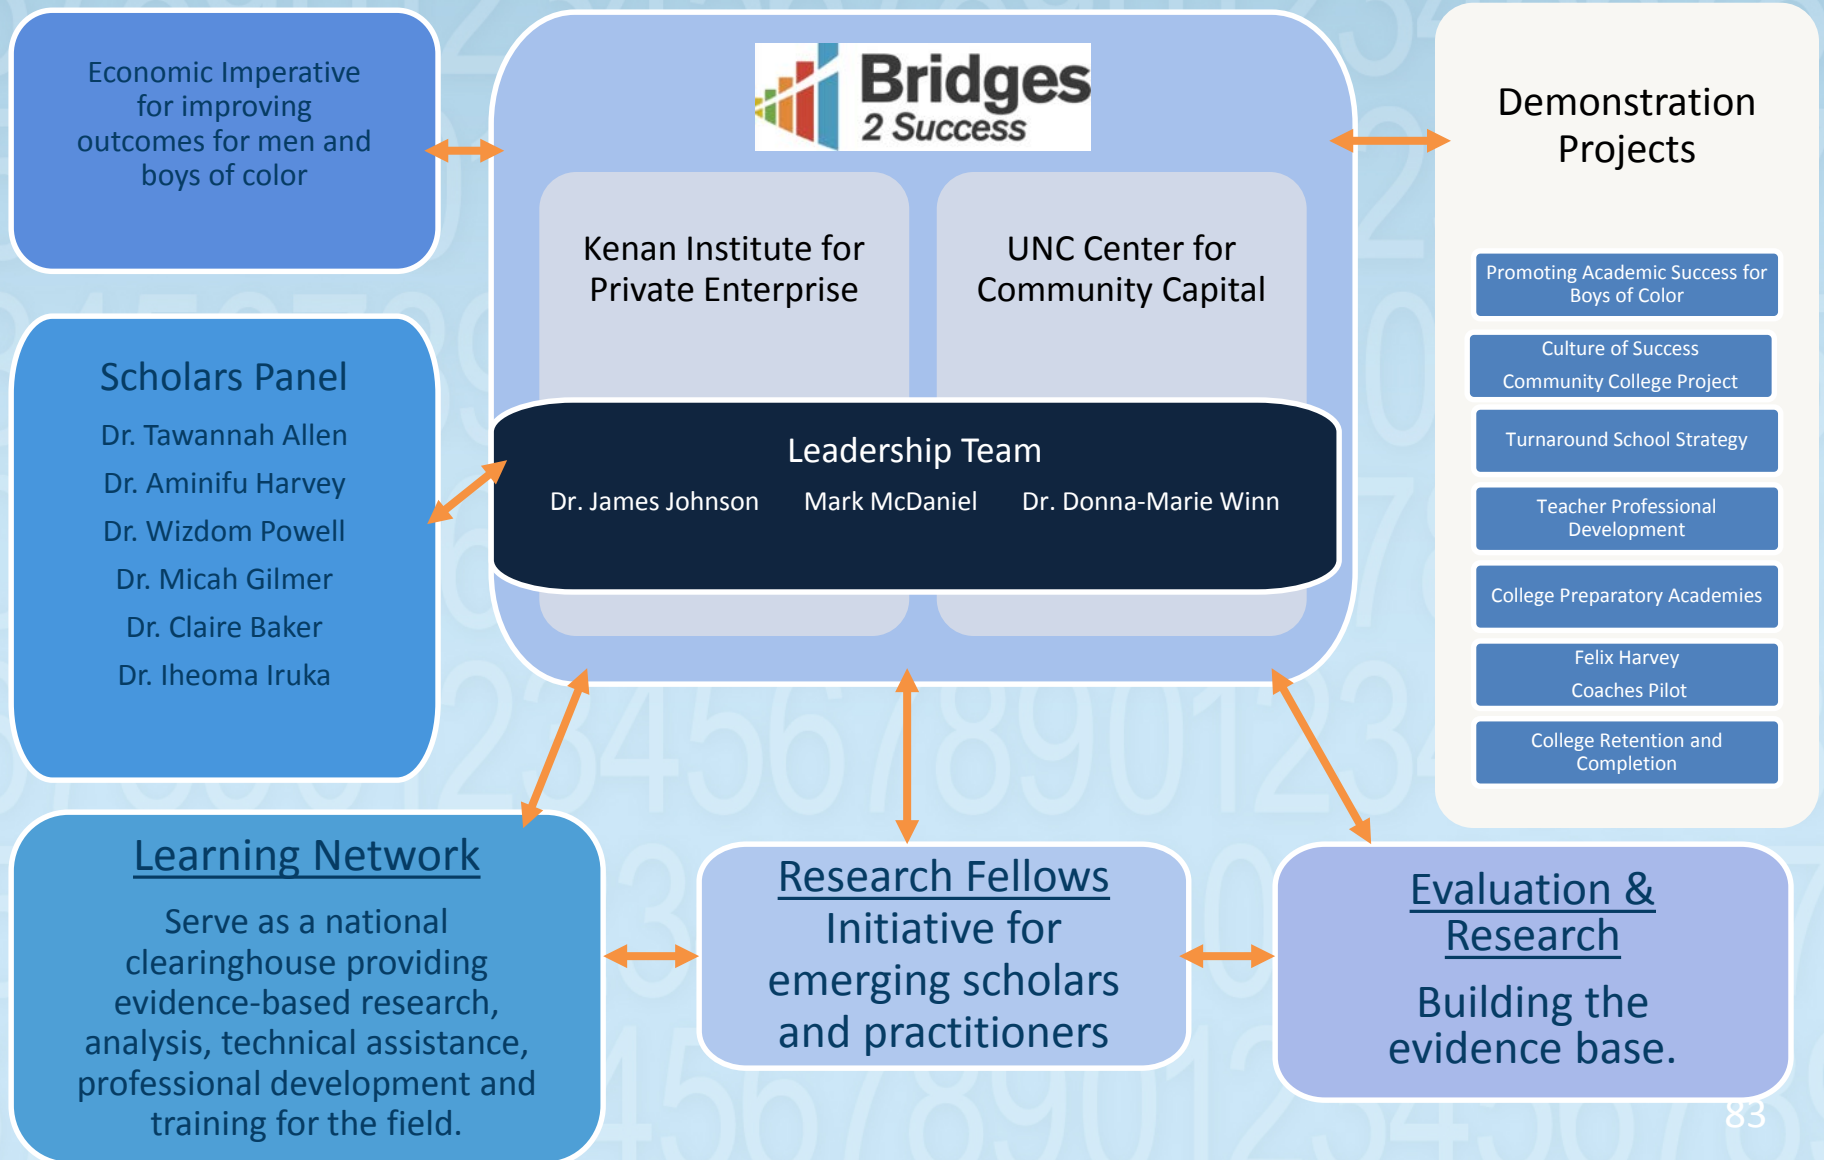 Economic Imperative
for improving
outcomes for men and
boys of color
Scholars Panel
Dr. Tawannah Allen
Dr. Aminifu Harvey
Dr. Wizdom Powell
Dr. Micah Gilmer
Dr. Claire Baker
Dr. Iheoma Iruka
Bridges
2 Success
Kenan Institute for
Private Enterprise
UNC Center for
Community Capital
Leadership Team
Dr. James Johnson Mark McDaniel Dr. Donna-Marie Winn
Demonstration
Projects
Promoting Academic Success for
Boys of Color
Culture of Success
Community College Project
Turnaround School Strategy
Teacher Professional
Development
College Preparatory Academies
Felix Harvey
Coaches Pilot
College Retention and
Completion
Learning Network
Serve as a national
clearinghouse providing
evidence-based research,
analysis, technical assistance,
professional development and
training for the field.
Research Fellows
Initiative for
emerging scholars
and practitioners
Evaluation &
Research
Building the
evidence base.
83